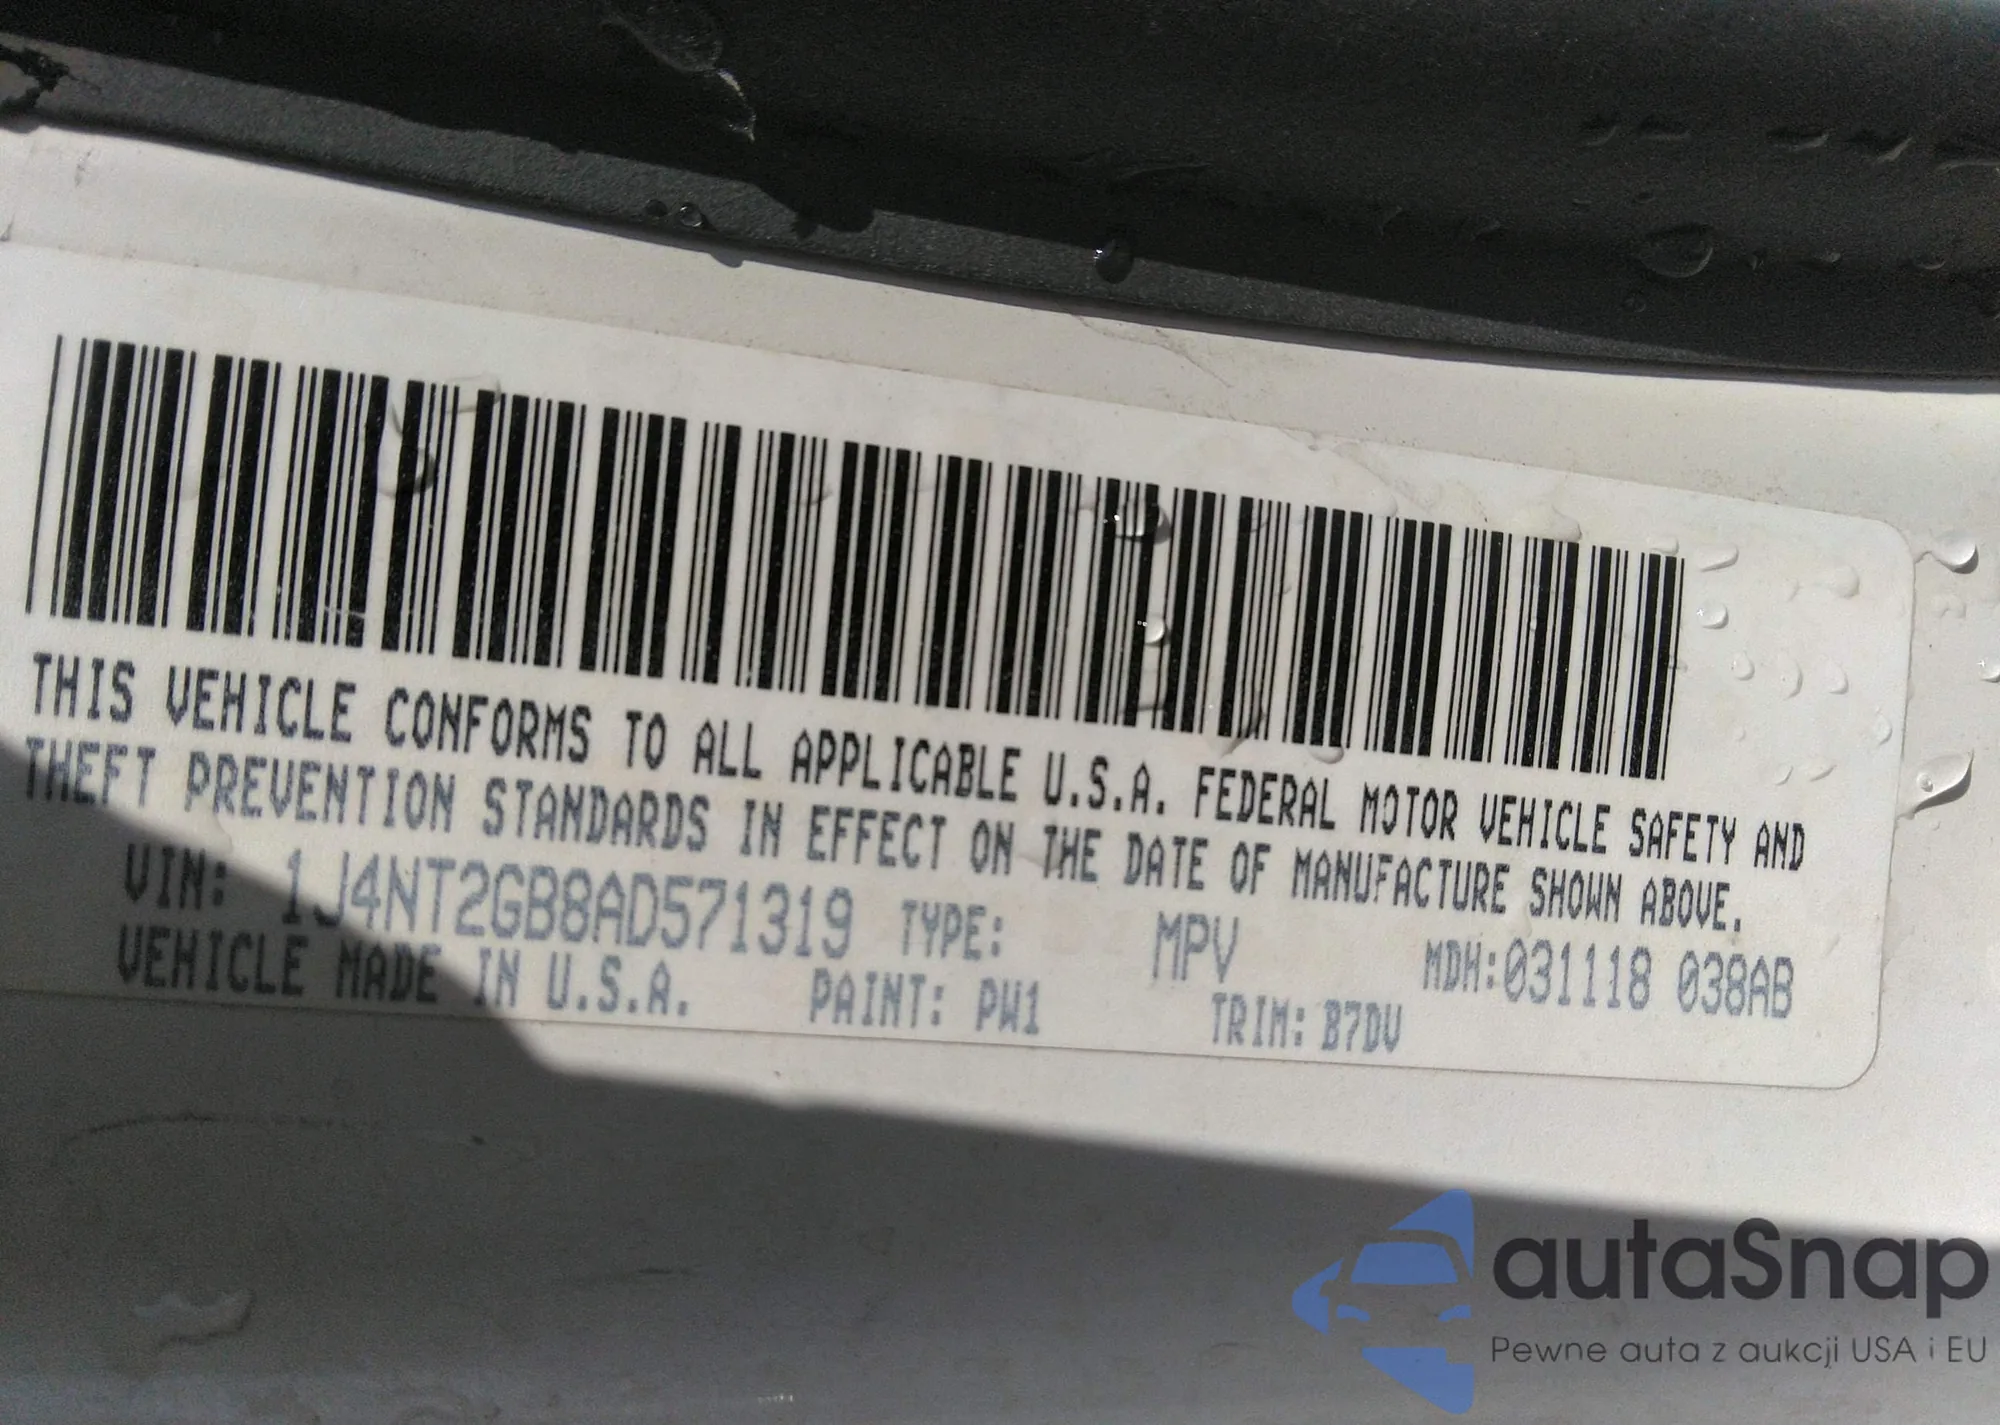 THIS VEHICLE CONFORMS TO ALL APPLICABLE U.S.A. FEDERAL MOTOR VEHICLE SAFETY AND
THEFT PREVENTION STANDARDS IN EFFECT ON THE DATE OF MANUFACTURE SHOWN ABOVE.
VIN: 1J4NT2GB8AD571319 TYPE: MPV MDH:031118 038AB
VEHICLE MADE IN U.S.A. PAINT: PW1 TRIM: B7DV
autaSnap
Pewne auta z aukcji USA i EU